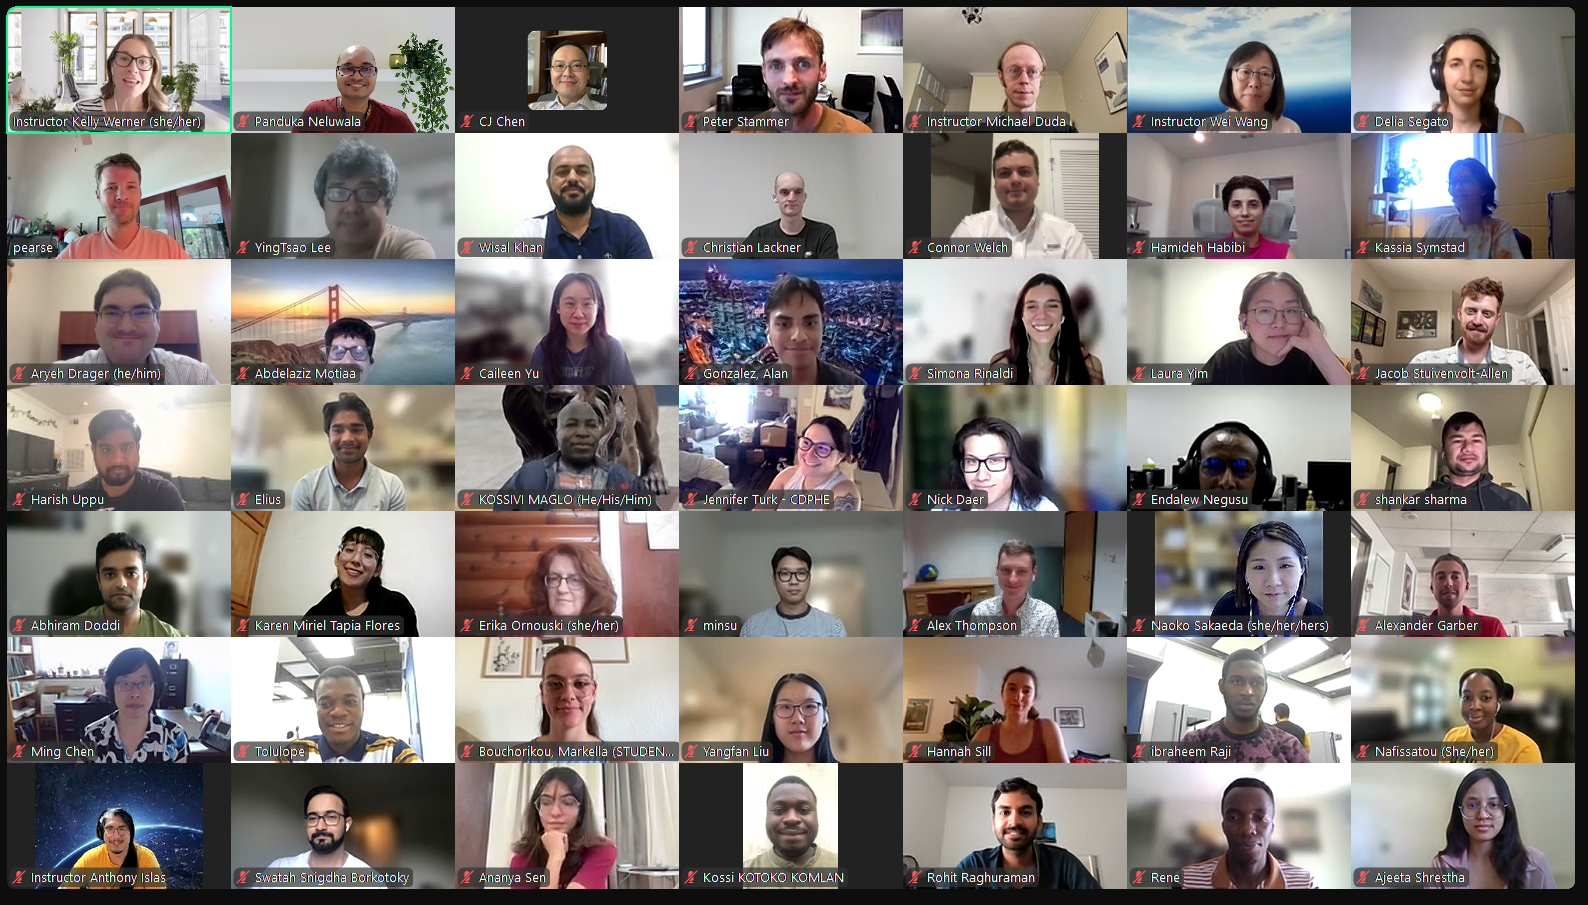 Instructor Kelly Werner (she/her)
Panduka Neluwala
CJ Chen
Peter Stammer
Instructor Michael Duda
Instructor Wei Wang
Delia Segato
pearse
YingTsao Lee
Wisal Khan
Christian Lackner
Connor Welch
Hamideh Habibi
Kassia Symstad
Aryeh Drager (he/him)
Abdelaziz Motiaa
Caileen Yu
Gonzalez, Alan
Simona Rinaldi
Laura Yim
Jacob Stuivenvolt-Allen
Harish Uppu
Elius
KOSSIVI MAGLO (He/His/Him)
Jennifer Turk - CDPHE
Nick Daer
Endalew Negusu
shankar sharma
Abhiram Doddi
Karen Miriel Tapia Flores
Erika Ornouski (she/her)
minsu
Alex Thompson
Naoko Sakaeda (she/her/hers)
Alexander Garber
Ming Chen
Tolulope
Bouchorikou, Markella (STUDEN...
Yangfan Liu
Hannah Sill
ibraheem Raji
Nafissatou (She/her)
Instructor Anthony Islas
Swatah Snigdha Borkotoky
Ananya Sen
Kossi KOTOKO KOMLAN
Rohit Raghuraman
Rene
Ajeeta Shrestha